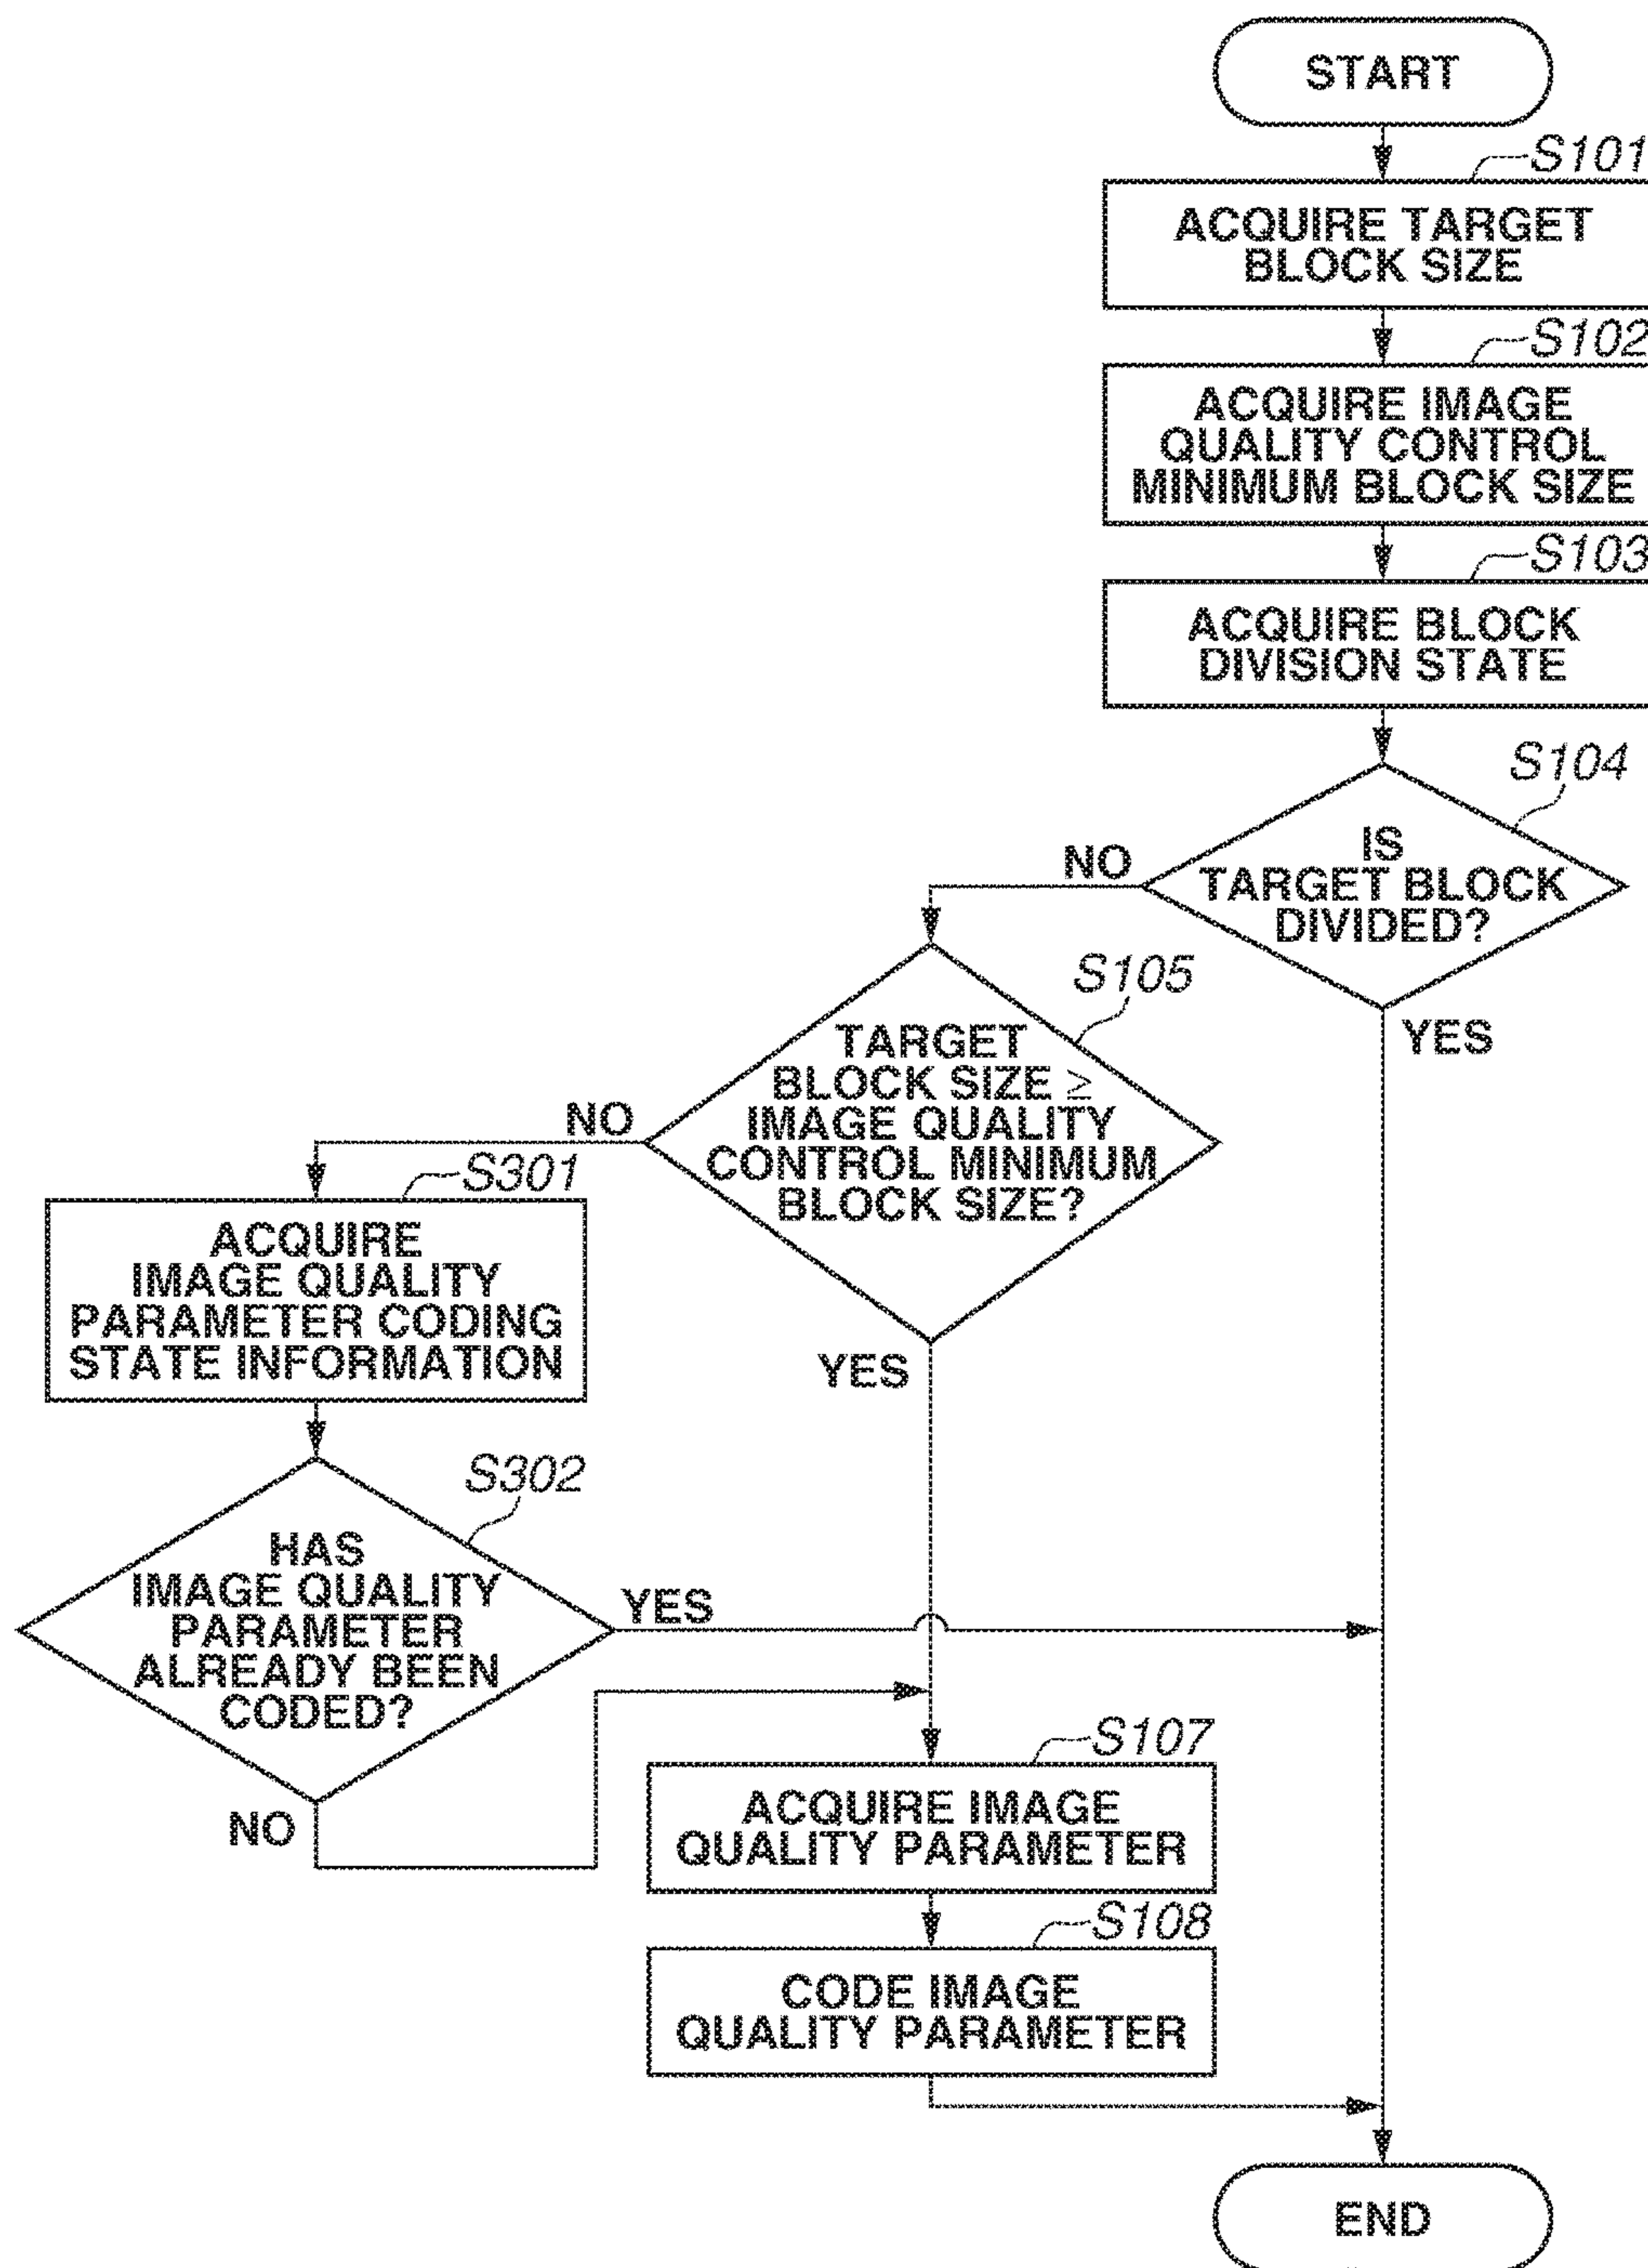 START
S101
ACQUIRE TARGET
BLOCK SIZE
S102
ACQUIRE IMAGE
QUALITY CONTROL
MINIMUM BLOCK SIZE
S103
ACQUIRE BLOCK
DIVISION STATE
S104
IS
TARGET BLOCK
DIVIDED?
NO
YES
S105
TARGET
BLOCK SIZE ≥
IMAGE QUALITY
CONTROL MINIMUM
BLOCK SIZE?
NO
YES
S301
ACQUIRE
IMAGE QUALITY
PARAMETER CODING
STATE INFORMATION
S302
HAS
IMAGE QUALITY
PARAMETER
ALREADY BEEN
CODED?
YES
NO
S107
ACQUIRE IMAGE
QUALITY PARAMETER
S108
CODE IMAGE
QUALITY PARAMETER
END